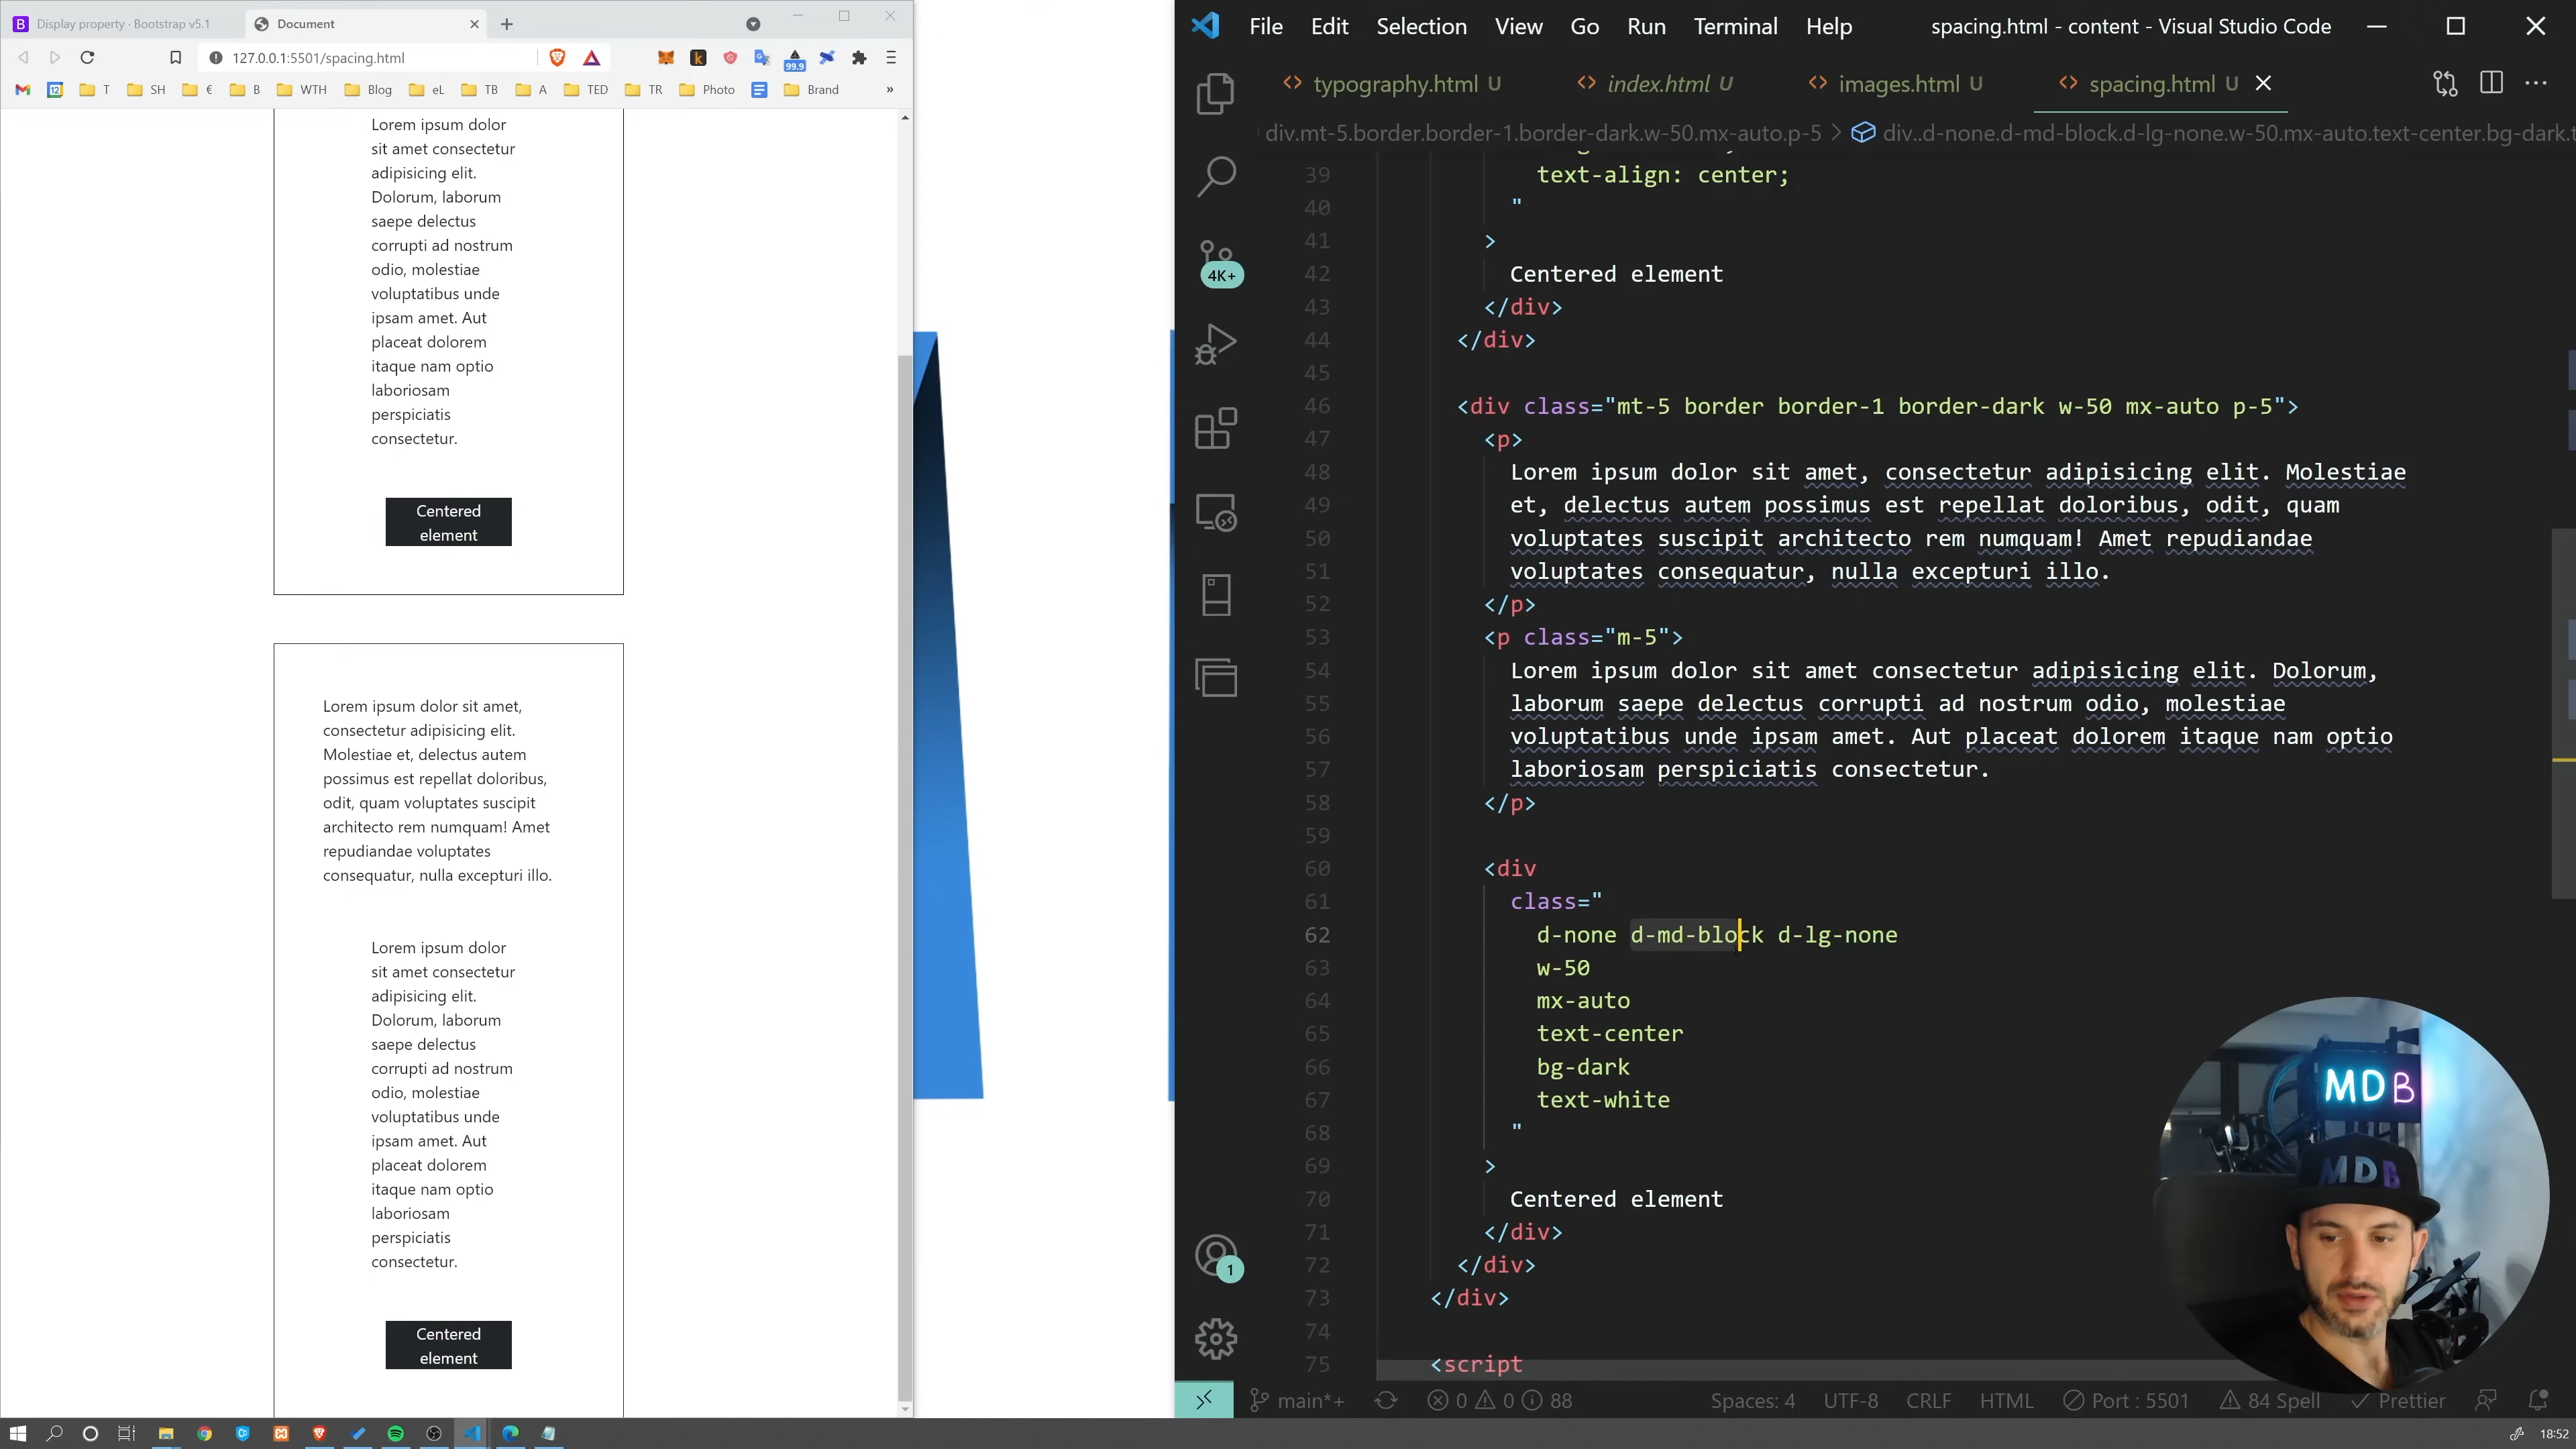 Display property · Bootstrap v5.1
Document
127.0.0.1:5501/spacing.html
99.9
12
T
SH
€
B
WTH
Blog
eL
TB
A
TED
TR
Photo
Brand
»
Lorem ipsum dolor
sit amet consectetur
adipisicing elit.
Dolorum, laborum
saepe delectus
corrupti ad nostrum
odio, molestiae
voluptatibus unde
ipsam amet. Aut
placeat dolorem
itaque nam optio
laboriosam
perspiciatis
consectetur.
Centered
element
Lorem ipsum dolor sit amet,
consectetur adipisicing elit.
Molestiae et, delectus autem
possimus est repellat doloribus,
odit, quam voluptates suscipit
architecto rem numquam! Amet
repudiandae voluptates
consequatur, nulla excepturi illo.
Lorem ipsum dolor
sit amet consectetur
adipisicing elit.
Dolorum, laborum
saepe delectus
corrupti ad nostrum
odio, molestiae
voluptatibus unde
ipsam amet. Aut
placeat dolorem
itaque nam optio
laboriosam
perspiciatis
consectetur.
Centered
element
File Edit Selection View Go Run Terminal Help
spacing.html - content - Visual Studio Code
typography.html U
index.html U
images.html U
spacing.html U
div.mt-5.border.border-1.border-dark.w-50.mx-auto.p-5 > div..d-none.d-md-block.d-lg-none.w-50.mx-auto.text-center.bg-dark.t
4K+
1
39 text-align: center;
40 "
41 >
42 Centered element
43 </div>
44 </div>
45
46 <div class="mt-5 border border-1 border-dark w-50 mx-auto p-5">
47 <p>
48 Lorem ipsum dolor sit amet, consectetur adipisicing elit. Molestiae
49 et, delectus autem possimus est repellat doloribus, odit, quam
50 voluptates suscipit architecto rem numquam! Amet repudiandae
51 voluptates consequatur, nulla excepturi illo.
52 </p>
53 <p class="m-5">
54 Lorem ipsum dolor sit amet consectetur adipisicing elit. Dolorum,
55 laborum saepe delectus corrupti ad nostrum odio, molestiae
56 voluptatibus unde ipsam amet. Aut placeat dolorem itaque nam optio
57 laboriosam perspiciatis consectetur.
58 </p>
59
60 <div
61 class="
62 d-none d-md-block d-lg-none
63 w-50
64 mx-auto
65 text-center
66 bg-dark
67 text-white
68 "
69 >
70 Centered element
71 </div>
72 </div>
73 </div>
74
75 <script
MDB
MDB
main*+
0 0 88
Spaces: 4
UTF-8
CRLF
HTML
Port : 5501
84 Spell
Prettier
18:52